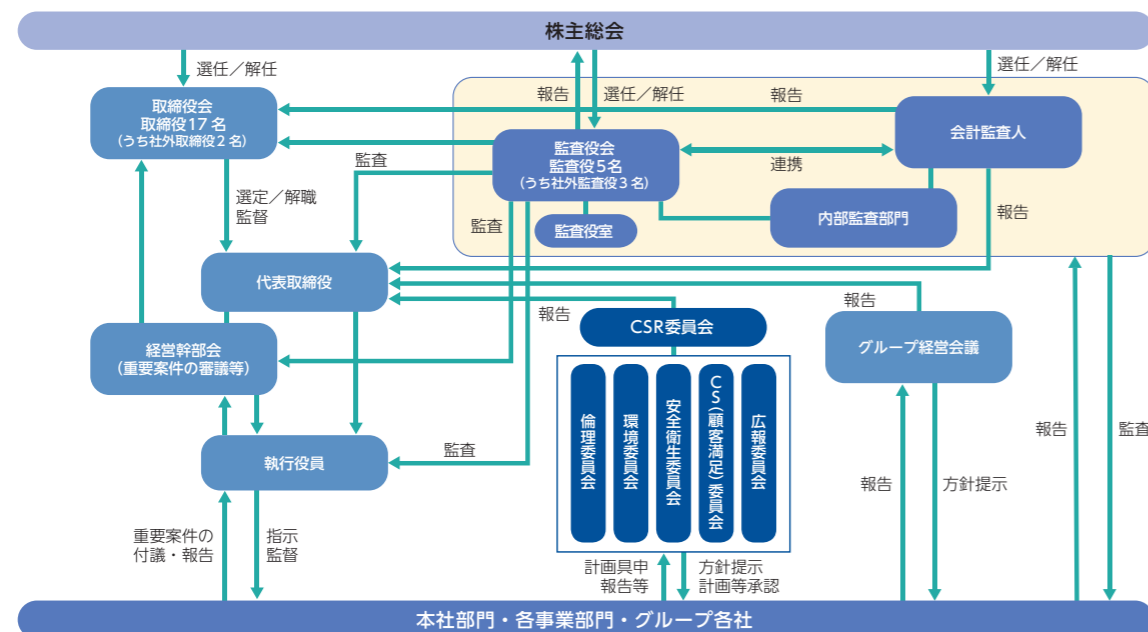 株主総会
選任／解任
報告
選任／解任
報告
選任／解任
取締役会
取締役17名
（うち社外取締役２名）
監査役会
監査役5名
（うち社外監査役３名）
会計監査人
連携
監査
選定／解職
監督
監査
監査役室
内部監査部門
報告
代表取締役
報告
CSR委員会
報告
グループ経営会議
経営幹部会
（重要案件の審議等）
倫理委員会
環境委員会
安全衛生委員会
CS（顧客満足）委員会
広報委員会
執行役員
監査
報告
監査
報告
方針提示
重要案件の
付議・報告
指示
監督
計画具申
報告等
方針提示
計画等承認
本社部門・各事業部門・グループ各社